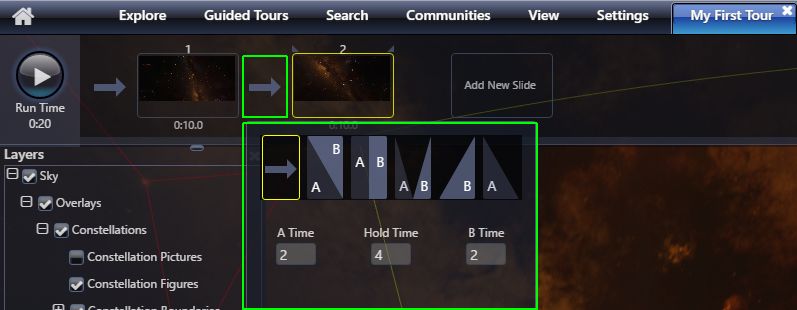 Explore Guided Tours Search Communities View Settings My First Tour
1 2
Run Time
0:20
0:10.0 0:10.0
Add New Slide
Layers
Sky
Overlays
Constellations
Constellation Pictures
Constellation Figures
Constellation Boundaries
A B A B A B B A
A Time Hold Time B Time
2 4 2